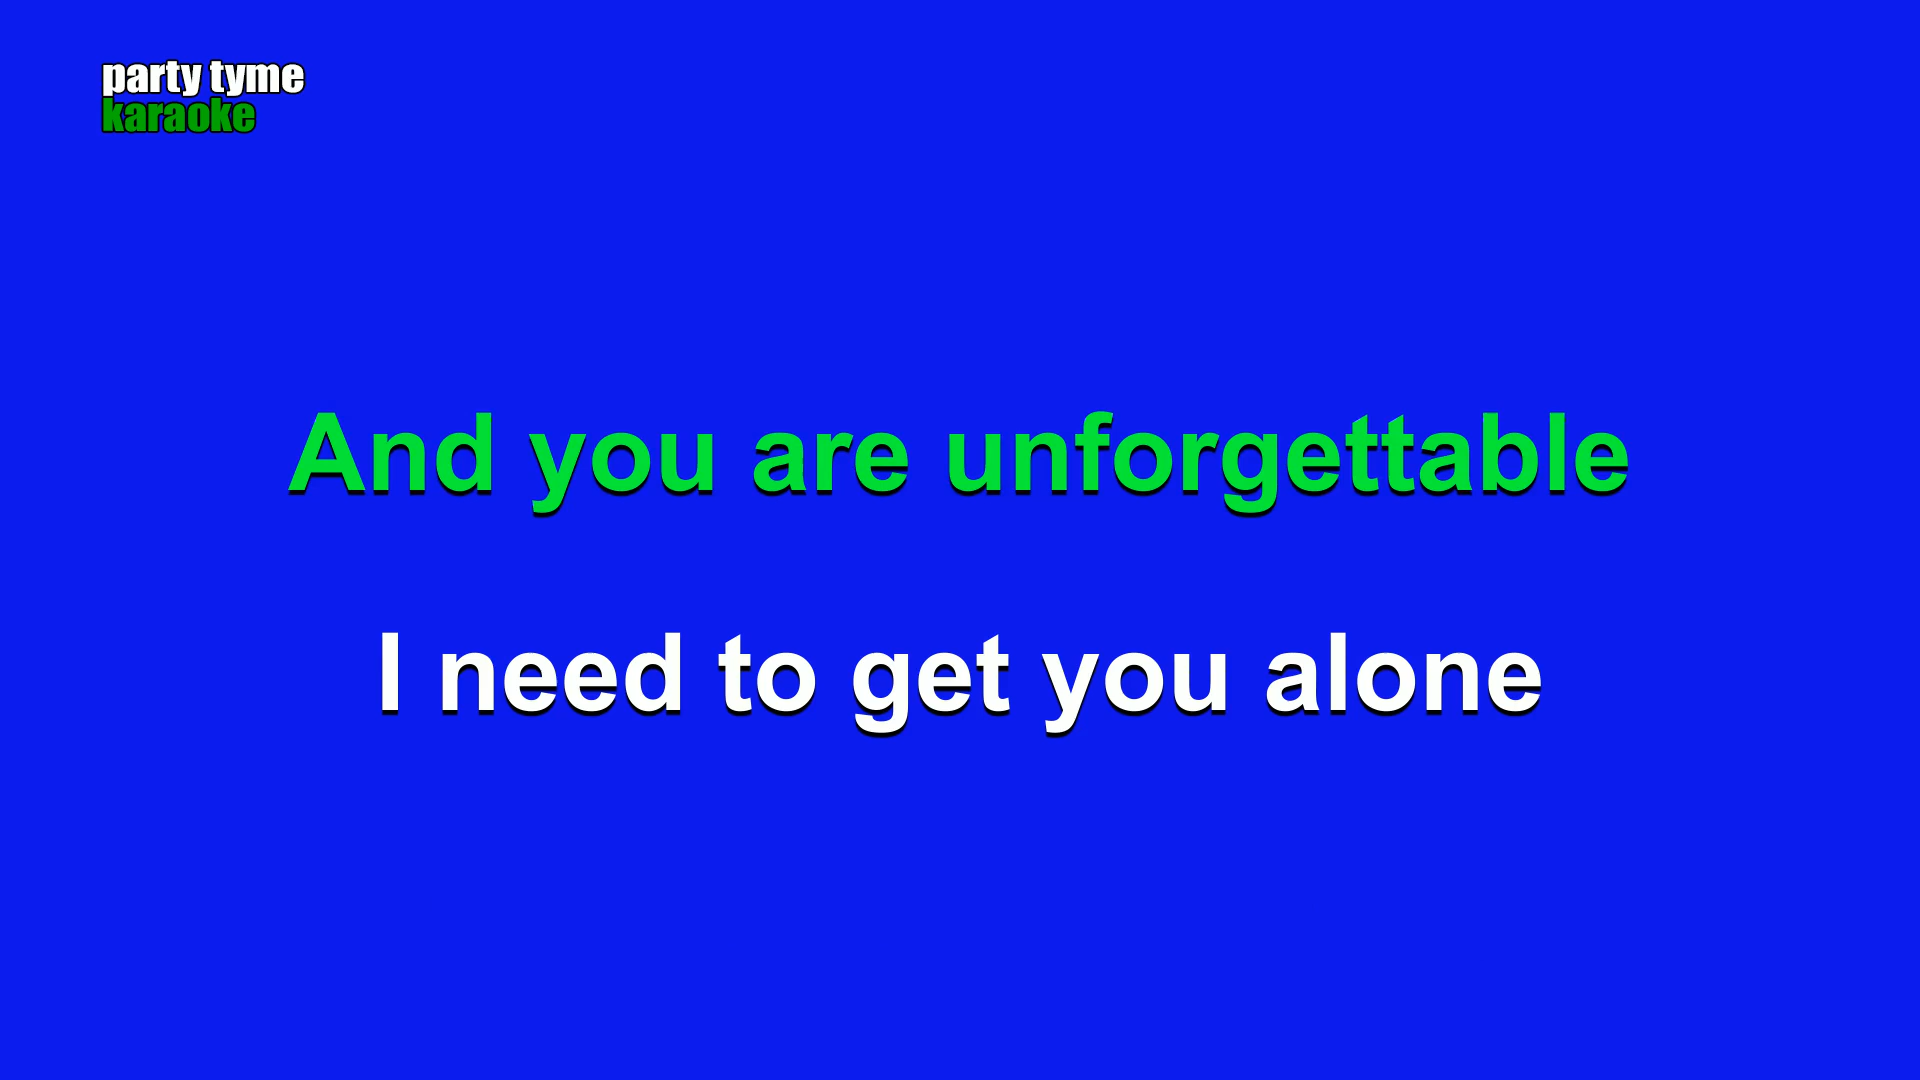 party tyme
karaoke
And you are unforgettable
I need to get you alone